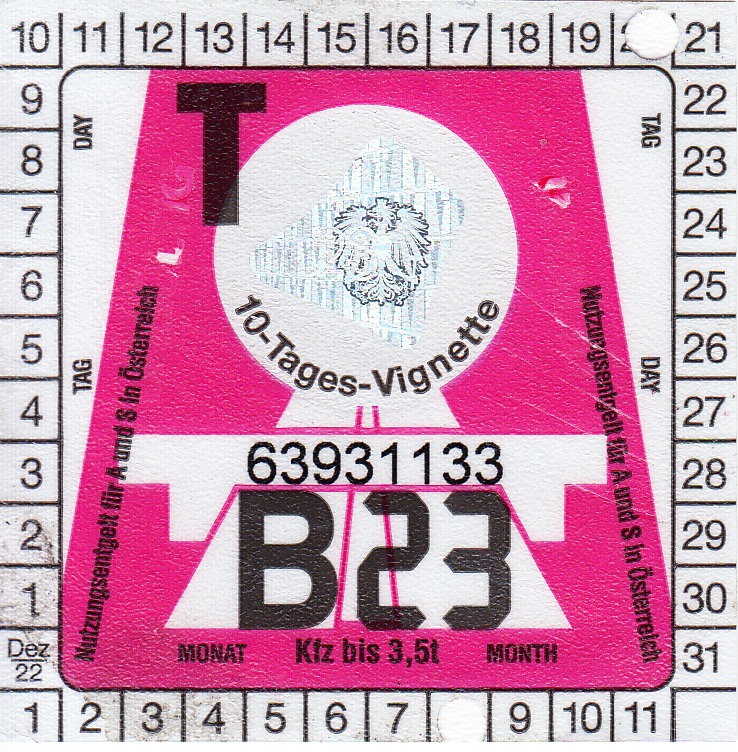 10 11 12 13 14 15 16 17 18 19 21
9 22
8 23
7 24
6 25
5 26
4 27
3 28
2 29
1 30
Dez 22 31
1 2 3 4 5 6 7 9 10 11
DAY
TAG
T
TAG
DAY
10-Tages-Vignette
Nutzungsentgelt für A und S in Österreich
Nutzungsentgelt für A und S in Österreich
63931133
B23
MONAT Kfz bis 3,5t MONTH